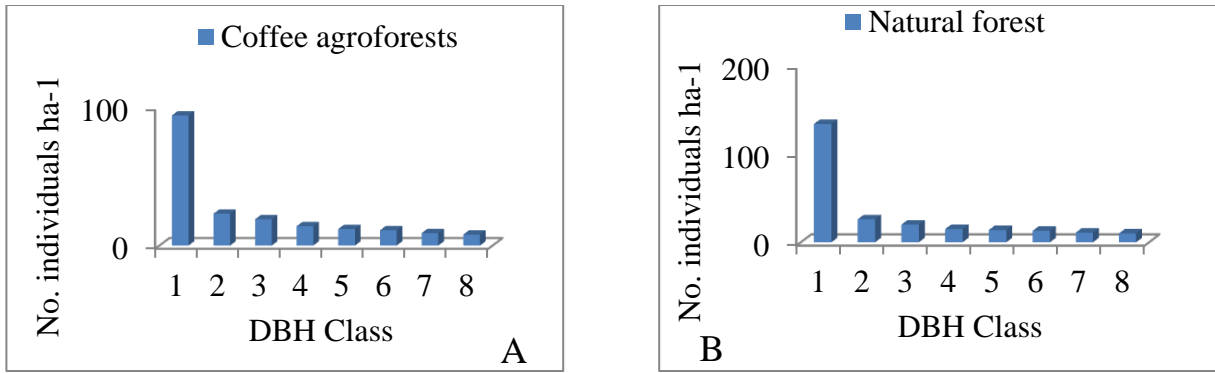 Coffee agroforests
No. individuals ha-1
100
0
1 2 3 4 5 6 7 8
DBH Class
A
Natural forest
No. individuals ha-1
200
100
0
1 2 3 4 5 6 7 8
DBH Class
B